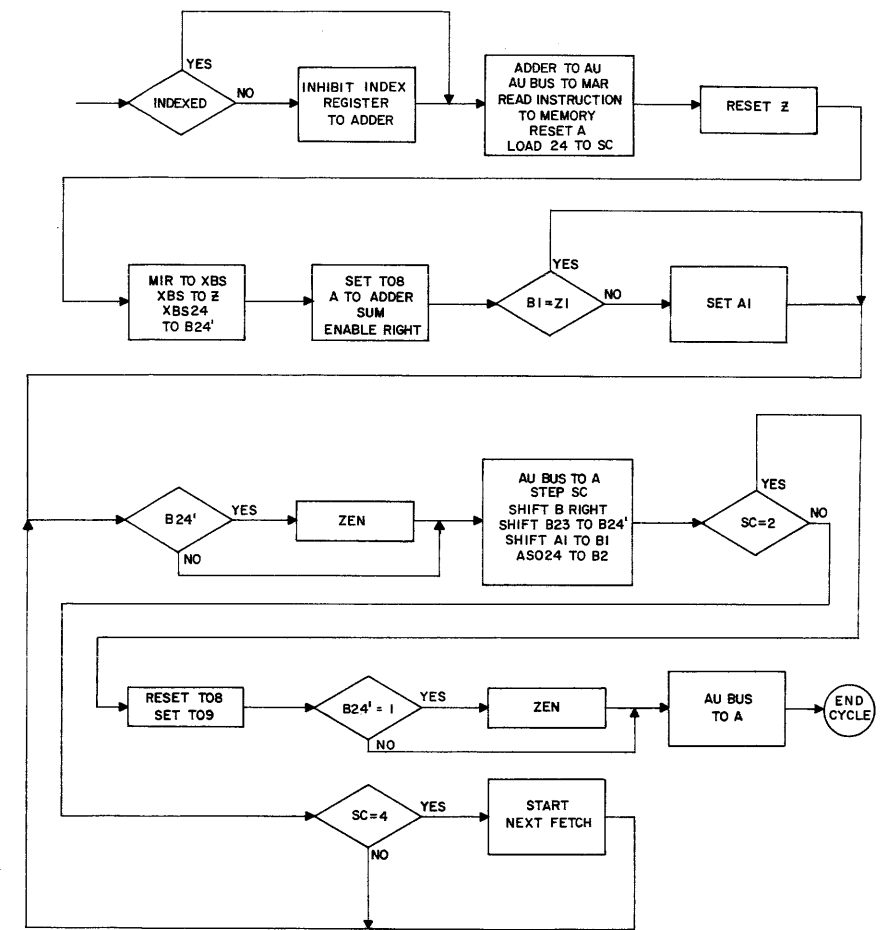 YES
INDEXED
NO
INHIBIT INDEX
REGISTER
TO ADDER
ADDER TO AU
AU BUS TO MAR
READ INSTRUCTION
TO MEMORY
RESET A
LOAD 24 TO SC
RESET Z
MIR TO XBS
XBS TO Z
XBS24
TO B24'
SET TO8
A TO ADDER
SUM
ENABLE RIGHT
YES
B1=Z1
NO
SET A1
B24'
YES
NO
ZEN
AU BUS TO A
STEP SC
SHIFT B RIGHT
SHIFT B23 TO B24'
SHIFT A1 TO B1
ASO24 TO B2
YES
SC=2
NO
RESET TO8
SET TO9
B24' = 1
YES
NO
ZEN
AU BUS
TO A
END
CYCLE
SC=4
YES
NO
START
NEXT FETCH